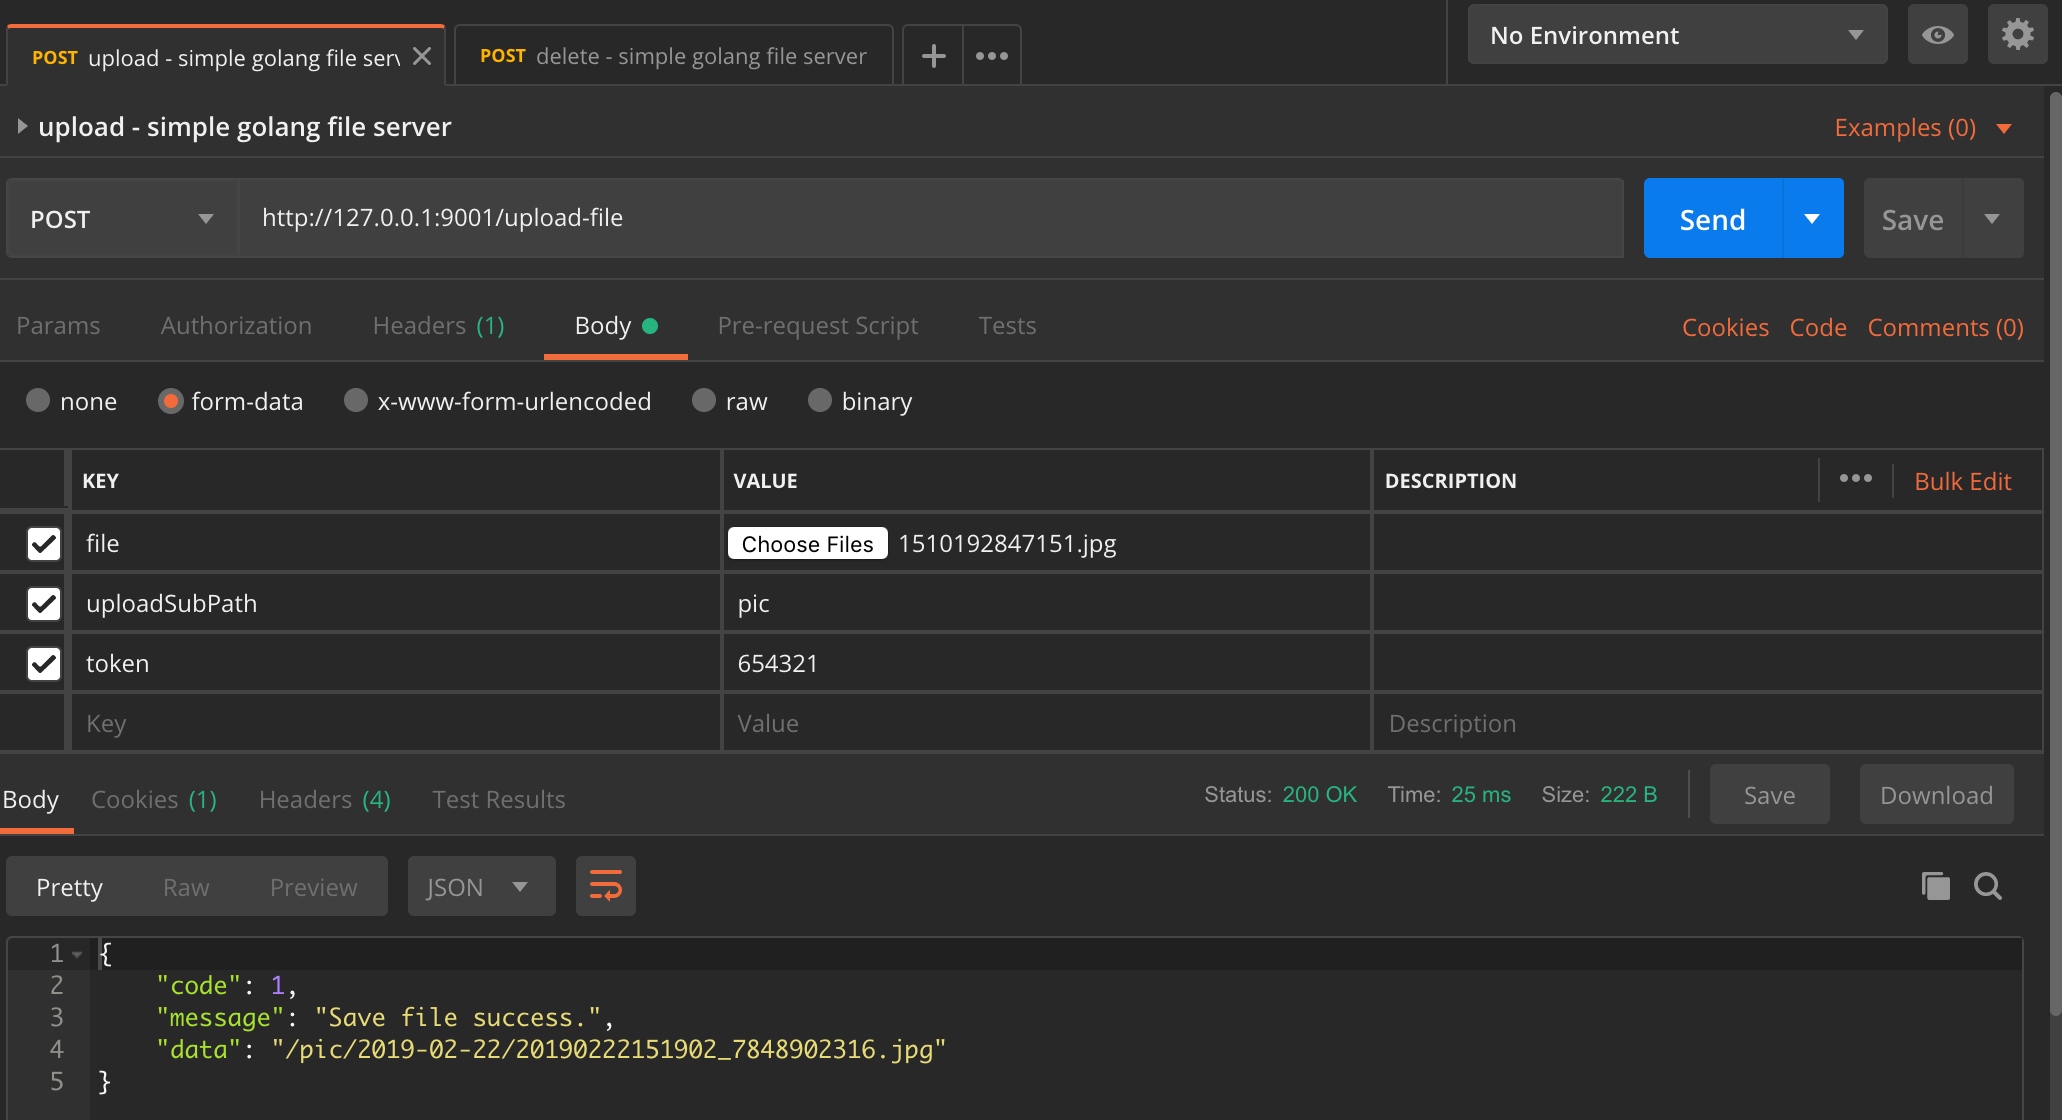 POST upload - simple golang file serv
POST delete - simple golang file server
No Environment
upload - simple golang file server
Examples (0)
POST
http://127.0.0.1:9001/upload-file
Send
Save
Params Authorization Headers (1) Body Pre-request Script Tests
Cookies Code Comments (0)
none form-data x-www-form-urlencoded raw binary
KEY VALUE DESCRIPTION Bulk Edit
file Choose Files 1510192847151.jpg
uploadSubPath pic
token 654321
Key Value Description
Body Cookies (1) Headers (4) Test Results
Status: 200 OK Time: 25 ms Size: 222 B
Save Download
Pretty Raw Preview JSON
1 {
2 "code": 1,
3 "message": "Save file success.",
4 "data": "/pic/2019-02-22/20190222151902_7848902316.jpg"
5 }